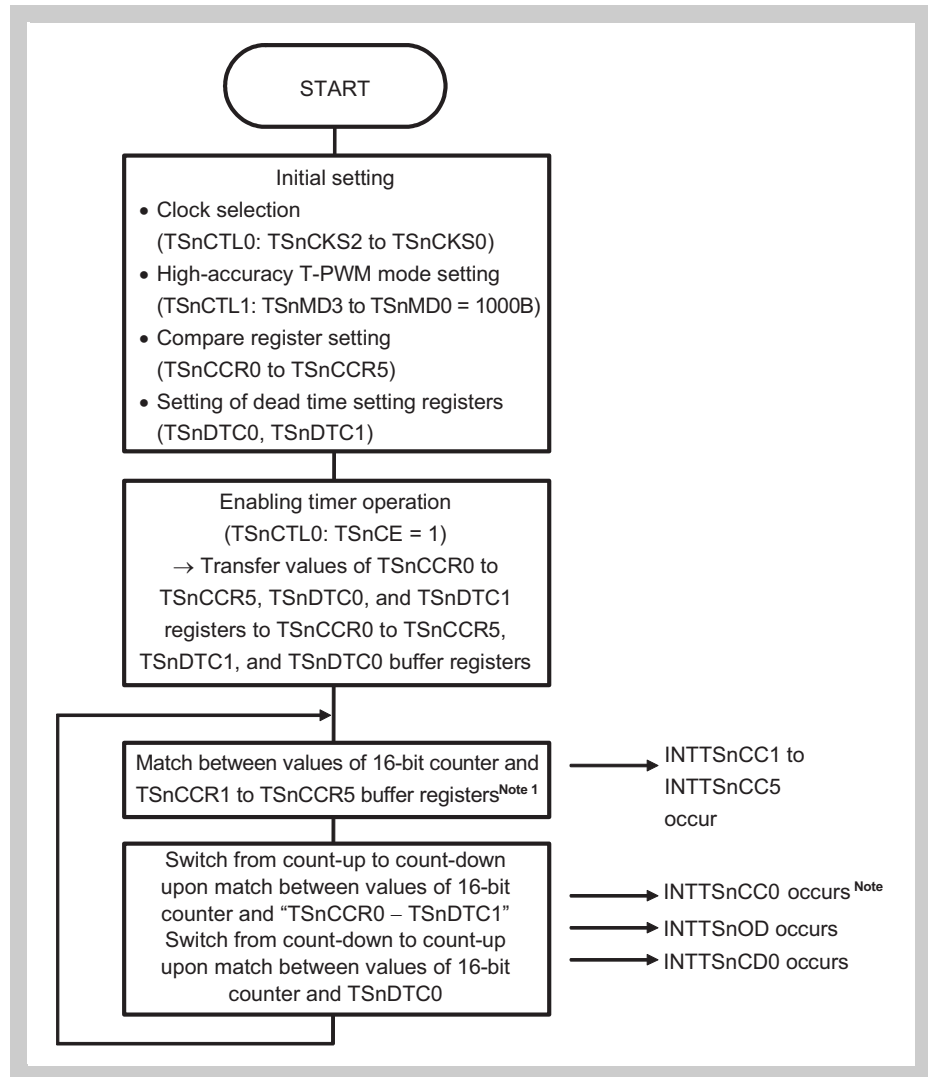 START
Initial setting
• Clock selection
(TSnCTL0: TSnCKS2 to TSnCKS0)
• High-accuracy T-PWM mode setting
(TSnCTL1: TSnMD3 to TSnMD0 = 1000B)
• Compare register setting
(TSnCCR0 to TSnCCR5)
• Setting of dead time setting registers
(TSnDTC0, TSnDTC1)
Enabling timer operation
(TSnCTL0: TSnCE = 1)
→ Transfer values of TSnCCR0 to
TSnCCR5, TSnDTC0, and TSnDTC1
registers to TSnCCR0 to TSnCCR5,
TSnDTC1, and TSnDTC0 buffer registers
Match between values of 16-bit counter and
TSnCCR1 to TSnCCR5 buffer registers Note 1
INTTSnCC1 to
INTTSnCC5
occur
Switch from count-up to count-down
upon match between values of 16-bit
counter and “TSnCCR0 – TSnDTC1”
Switch from count-down to count-up
upon match between values of 16-bit
counter and TSnDTC0
INTTSnCC0 occurs Note
INTTSnOD occurs
INTTSnCD0 occurs